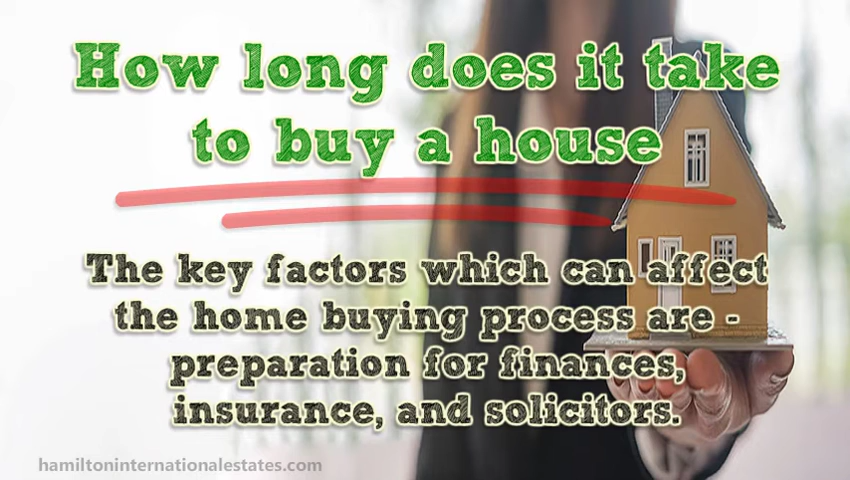 How long does it take
to buy a house
The key factors which can affect
the home buying process are -
preparation for finances,
insurance, and solicitors.
hamiltoninternationalestates.com